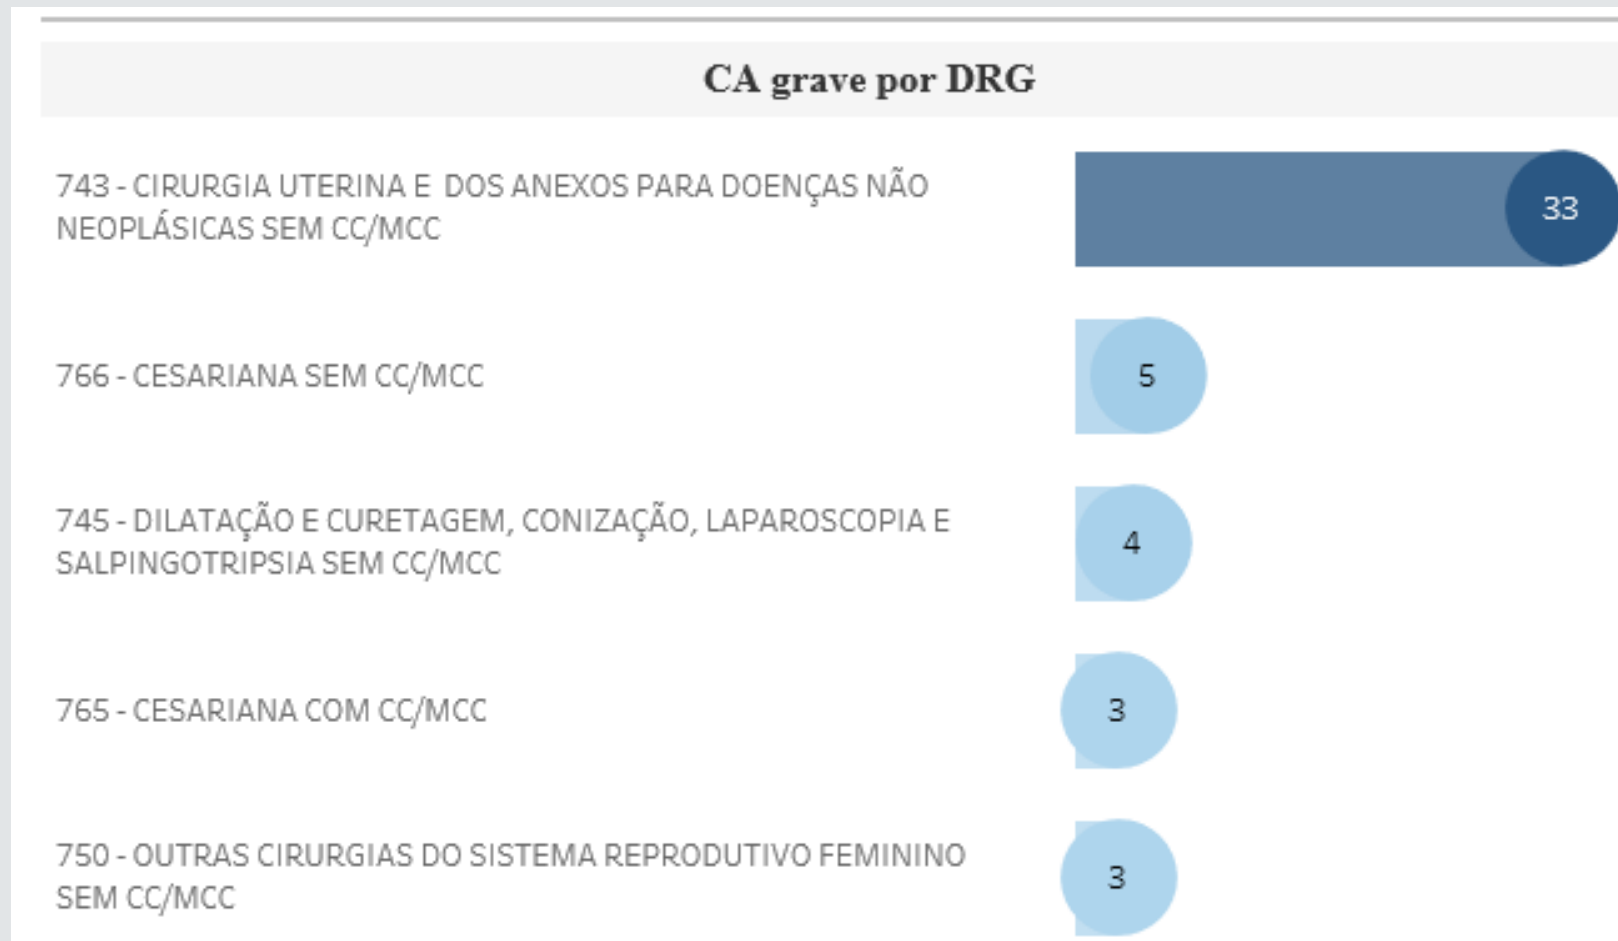 CA grave por DRG
743 - CIRURGIA UTERINA E  DOS ANEXOS PARA DOENÇAS NÃO
NEOPLÁSICAS SEM CC/MCC
33
766 - CESARIANA SEM CC/MCC
5
745 - DILATAÇÃO E CURETAGEM, CONIZAÇÃO, LAPAROSCOPIA E
SALPINGOTRIPSIA SEM CC/MCC
4
765 - CESARIANA COM CC/MCC
3
750 - OUTRAS CIRURGIAS DO SISTEMA REPRODUTIVO FEMININO
SEM CC/MCC
3